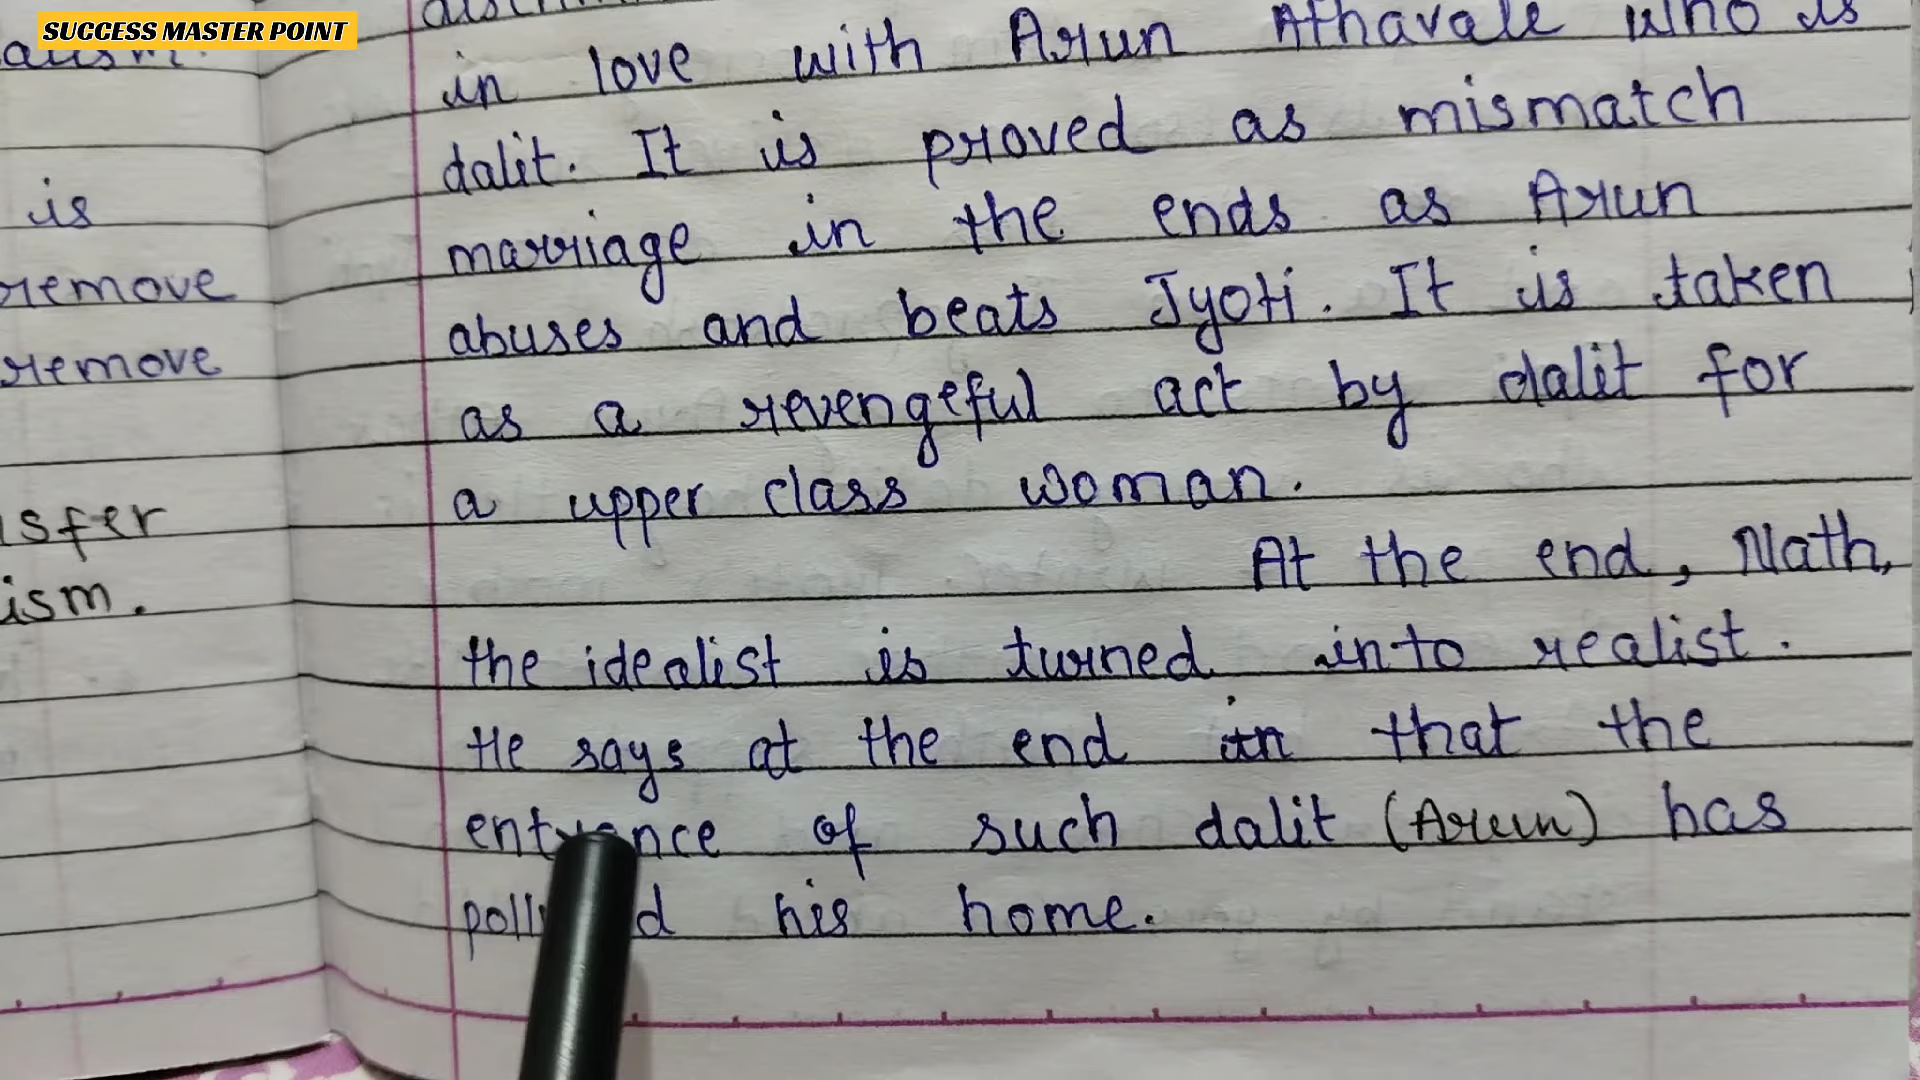 SUCCESS MASTER POINT
is
remove
remove
ism.
in love with Arun Athavale who is
dalit. It is proved as mismatch
marriage in the ends as Arun
abuses and beats Jyoti. It is taken
as a revengeful act by dalit for
a upper class woman.
At the end, Nath,
the idealist is turned into realist.
He says at the end that the
entrance of such dalit (Arun) has
his home.